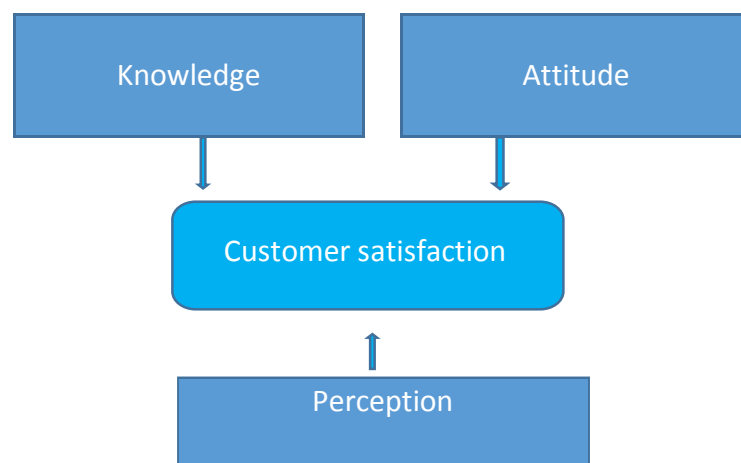 Knowledge
Attitude
Customer satisfaction
Perception